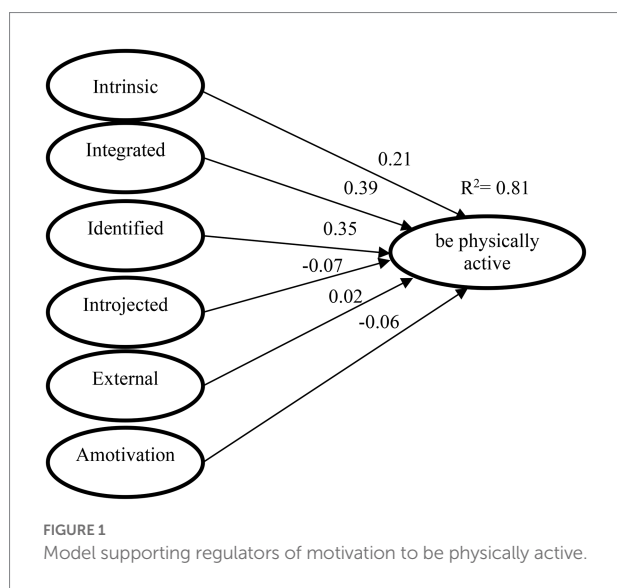 Intrinsic
Integrated
Identified
Introjected
External
Amotivation
0.21
0.39
0.35
-0.07
0.02
-0.06
R²= 0.81
be physically
active
FIGURE 1
Model supporting regulators of motivation to be physically active.